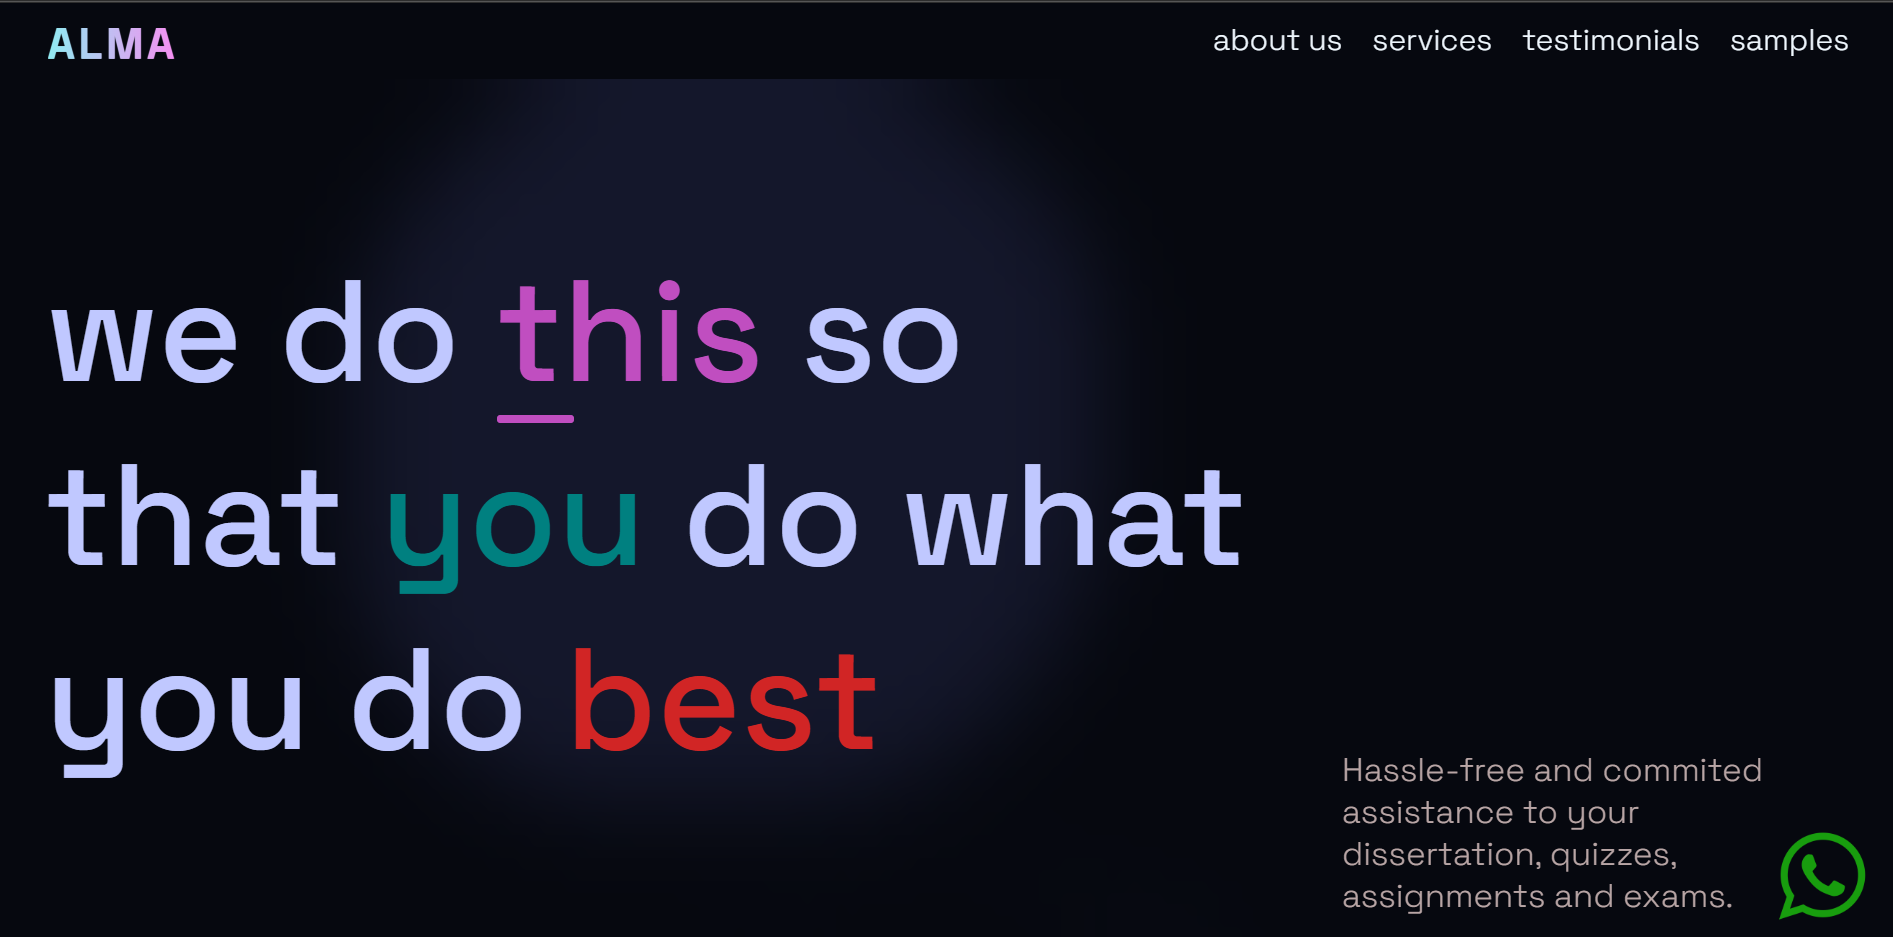 ALMA
about us services testimonials samples
we do this so
that you do what
you do best
Hassle-free and commited
assistance to your
dissertation, quizzes,
assignments and exams.